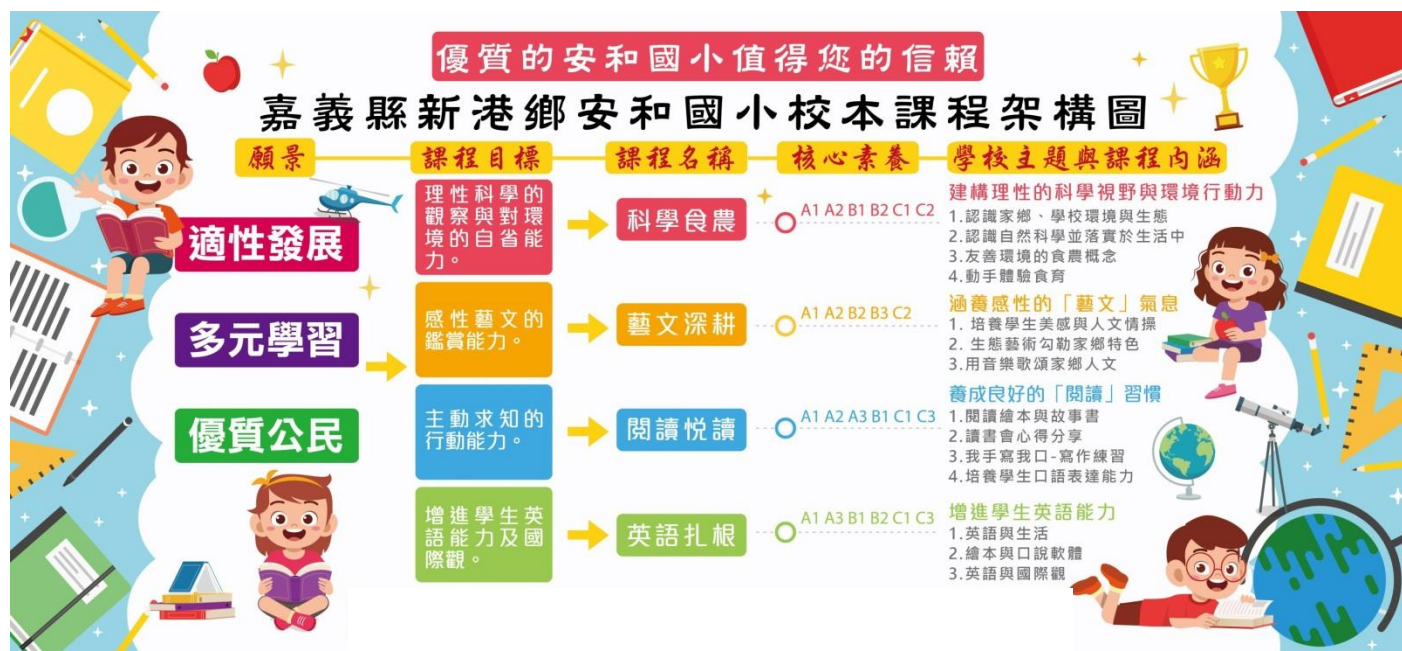 優質的安和國小值得您的信賴
嘉義縣新港鄉安和國小校本課程架構圖
願景
課程目標
課程名稱
核心素養
學校主題與課程內涵
適性發展
多元學習
優質公民
理性科學的
觀察與對環
境的自省能
力。
科學食農
A1 A2 B1 B2 C1 C2
建構理性的科學視野與環境行動力
1.認識家鄉、學校環境與生態
2.認識自然科學並落實於生活中
3.友善環境的食農概念
4.動手體驗食育
感性藝文的
鑑賞能力。
藝文深耕
A1 A2 B2 B3 C2
涵養感性的「藝文」氣息
1. 培養學生美感與人文情操
2. 生態藝術勾勒家鄉特色
3.用音樂歌頌家鄉人文
主動求知的
行動能力。
閱讀悅讀
A1 A2 A3 B1 C1 C3
養成良好的「閱讀」習慣
1.閱讀繪本與故事書
2.讀書會心得分享
3.我手寫我口-寫作練習
4.培養學生口語表達能力
增進學生英
語能力及國
際觀。
英語扎根
A1 A3 B1 B2 C1 C3
增進學生英語能力
1.英語與生活
2.繪本與口說軟體
3.英語與國際觀